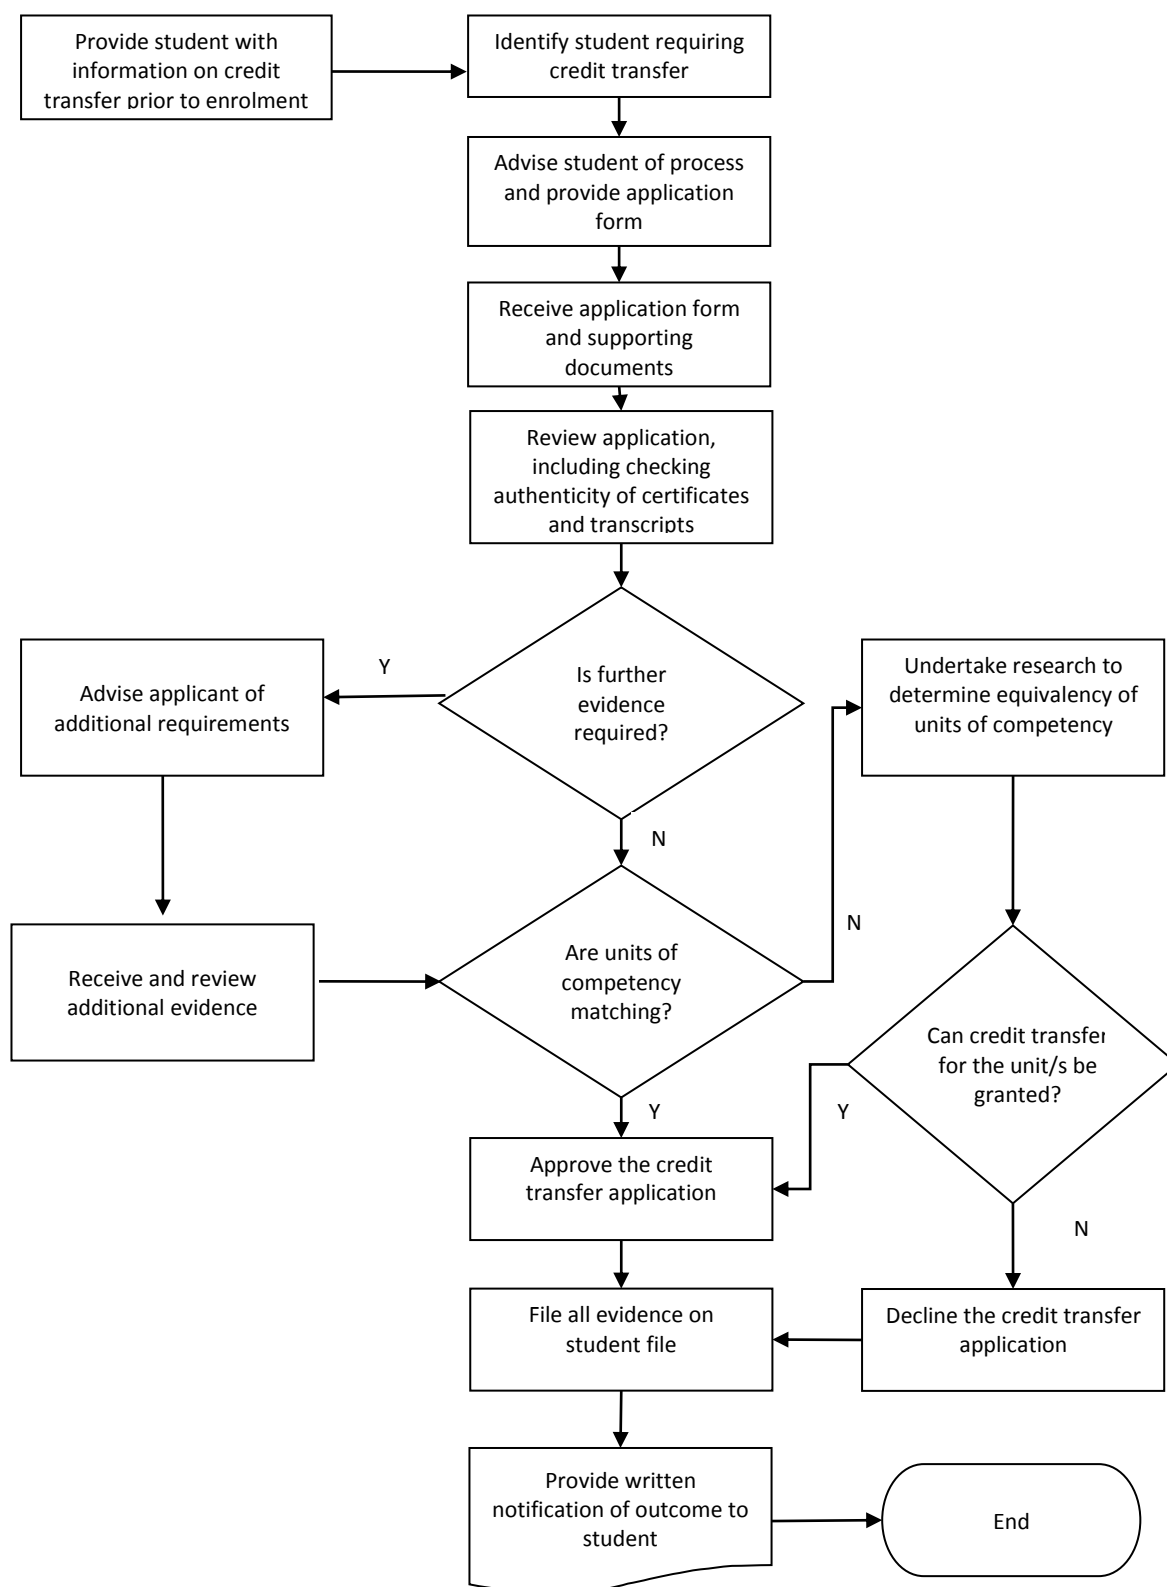 Provide student with
information on credit
transfer prior to enrolment
Identify student requiring
credit transfer
Advise student of process
and provide application
form
Receive application form
and supporting
documents
Review application,
including checking
authenticity of certificates
and transcripts
Is further
evidence
required?
Y
Advise applicant of
additional requirements
Undertake research to
determine equivalency of
units of competency
N
Receive and review
additional evidence
Are units of
competency
matching?
N
Can credit transfer
for the unit/s be
granted?
Y
Y
Approve the credit
transfer application
N
File all evidence on
student file
Decline the credit transfer
application
Provide written
notification of outcome to
student
End